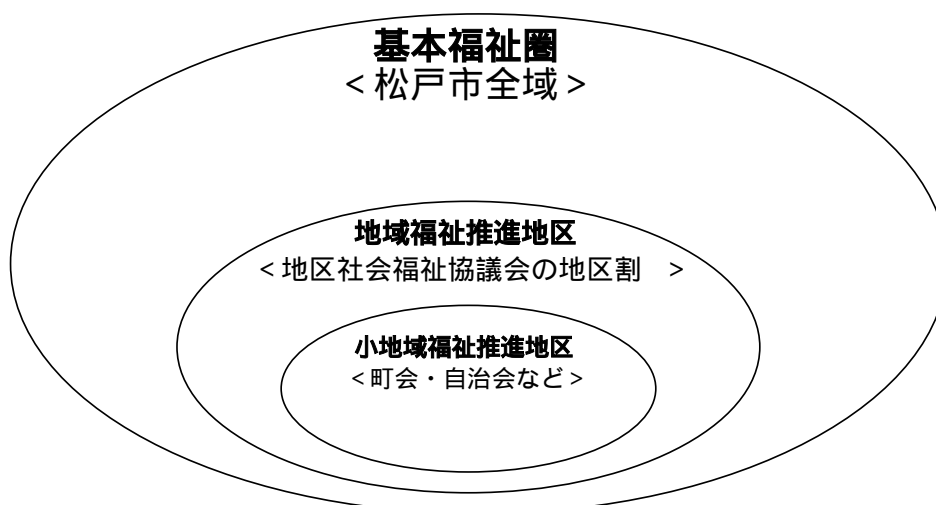 基本福祉圏
<松戸市全域>
地域福祉推進地区
<地区社会福祉協議会の地区割　>
小地域福祉推進地区
<町会・自治会など>